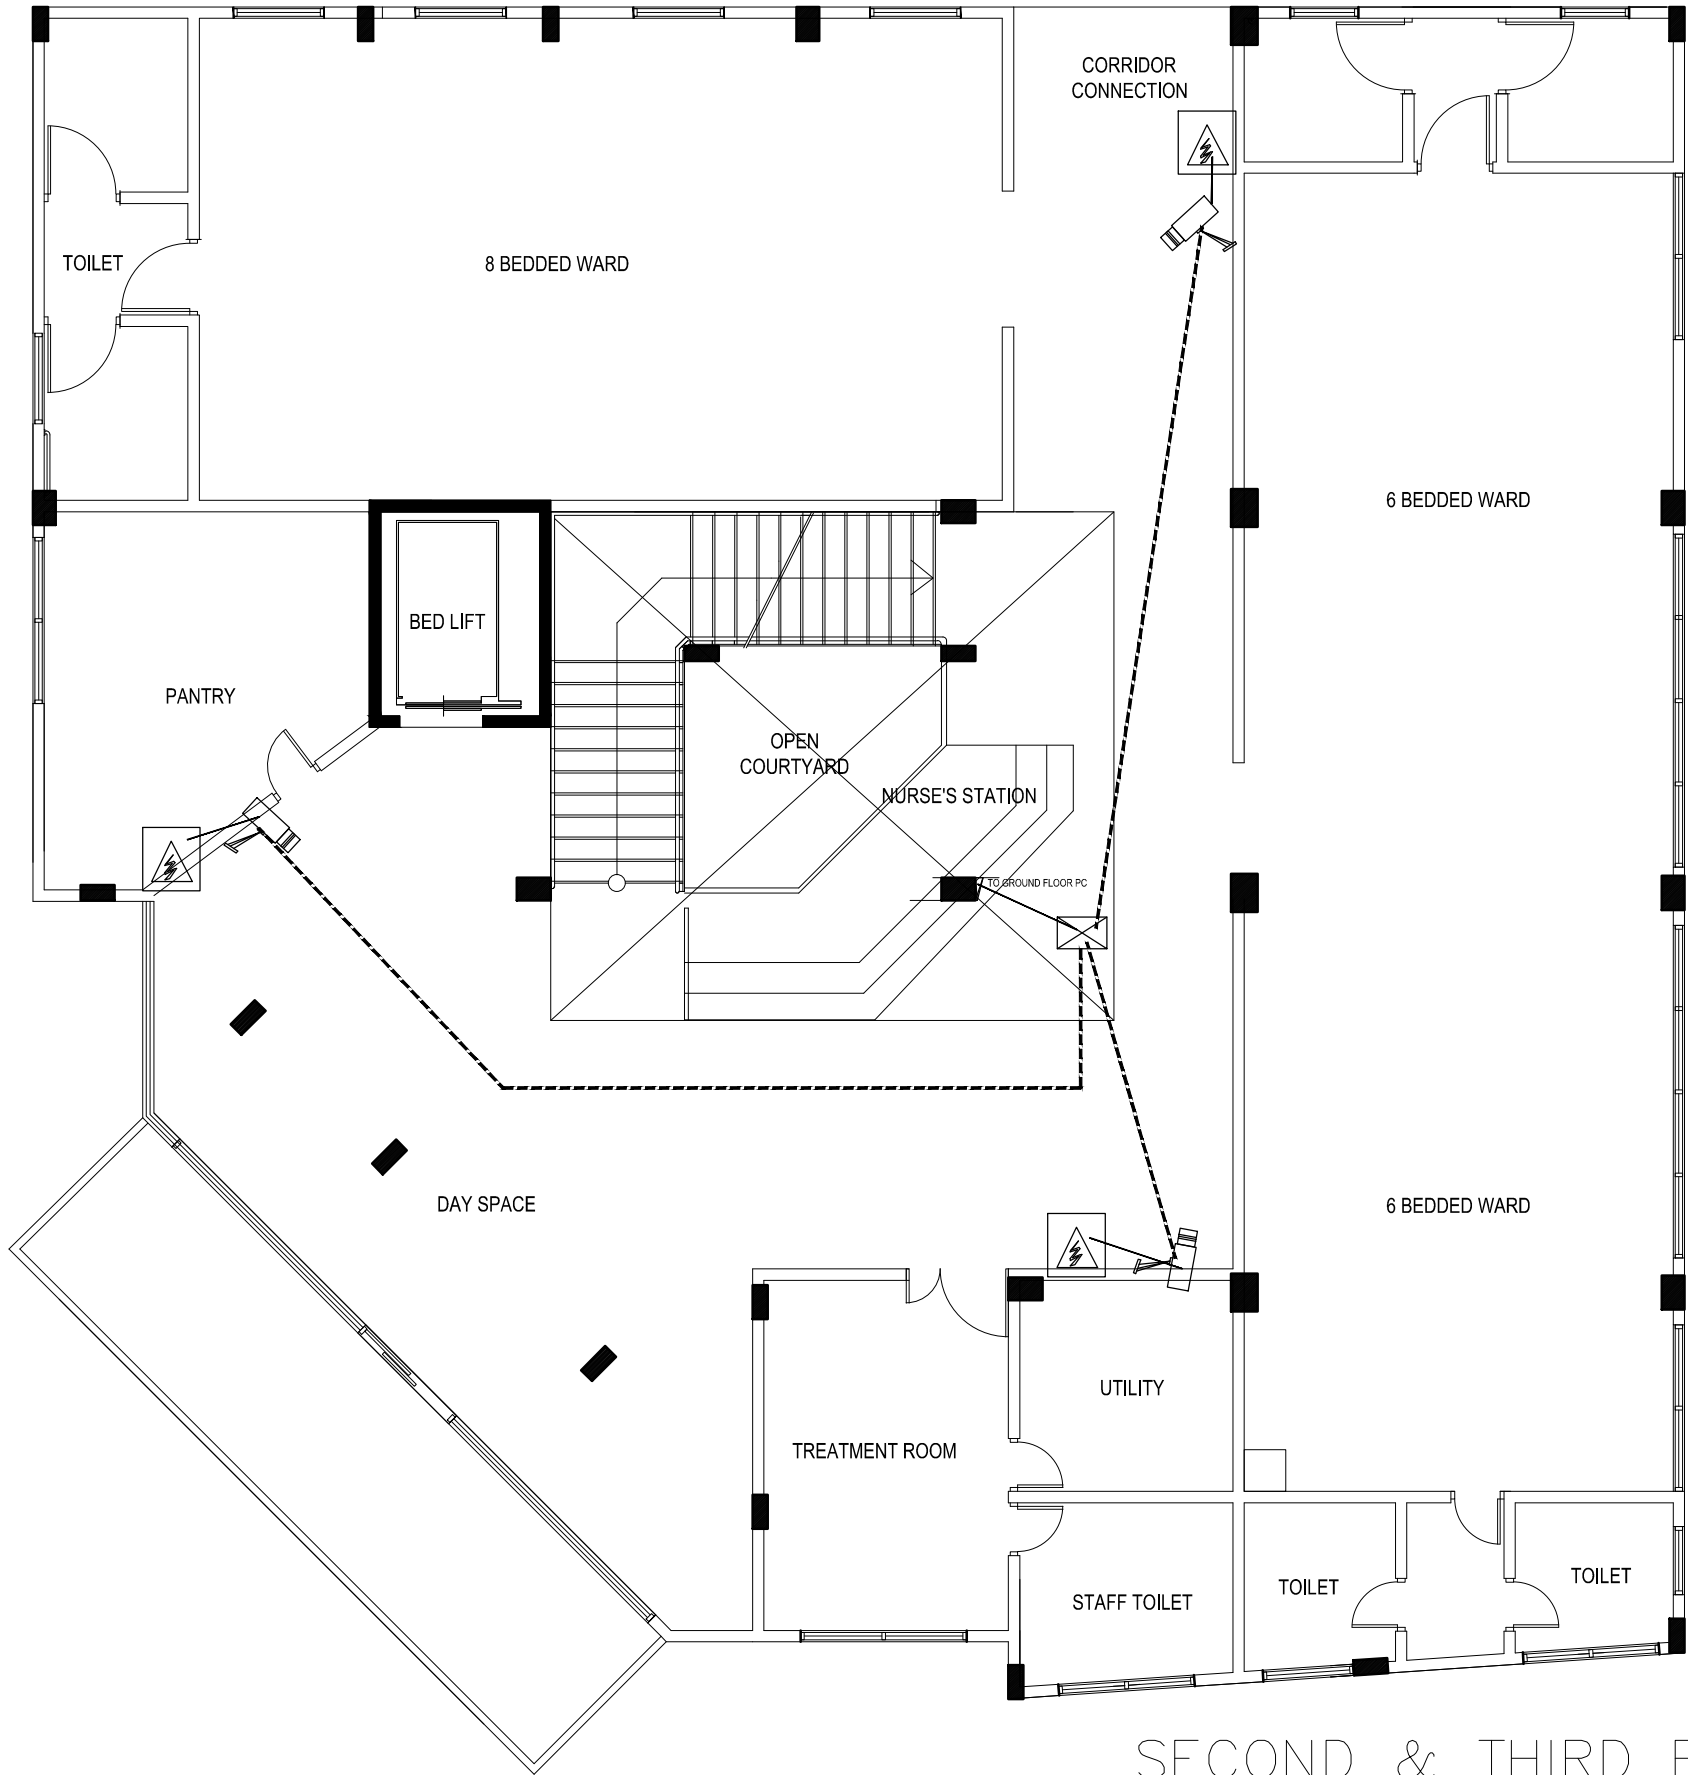 CORRIDOR
CONNECTION
TOILET
8 BEDDED WARD
6 BEDDED WARD
BED LIFT
PANTRY
OPEN
COURTYARD
NURSE'S STATION
TO GROUND FLOOR PC
DAY SPACE
6 BEDDED WARD
UTILITY
TREATMENT ROOM
STAFF TOILET
TOILET
TOILET
SECOND & THIRD